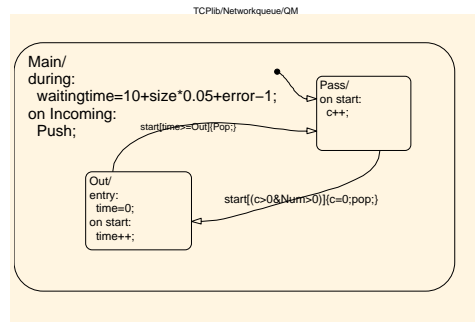 TCPlib/Networkqueue/QM
Main/
during:
waitingtime=10+size*0.05+error−1;
on Incoming:
Push;
Pass/
on start:
c++;
start[time>=Out]{Pop;}
Out/
entry:
time=0;
on start:
time++;
start[(c>0&Num>0)]{c=0;pop;}